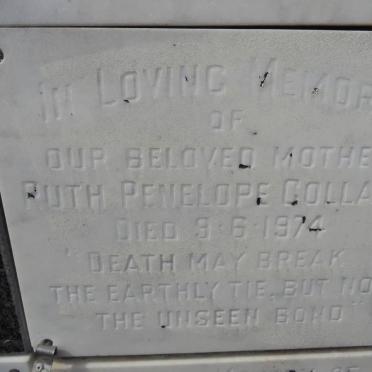 In Loving Memor
OF
OUR BELOVED MOTHE
RUTH PENELOPE COLLA
DIED 9·6·1974
"DEATH MAY BREAK
THE EARTHLY TIE, BUT NO
THE UNSEEN BOND"